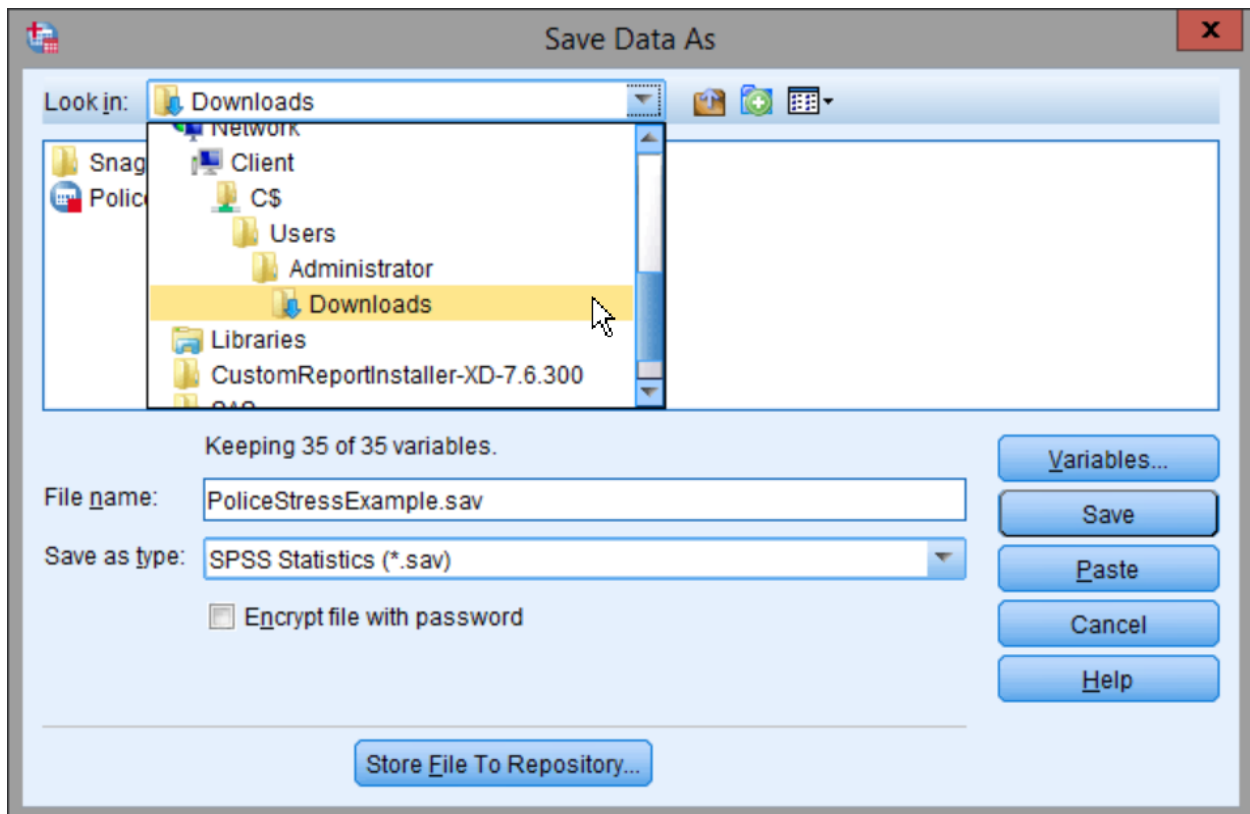 Save Data As
x
Look in: Downloads
Network
Snag
Client
Polic
C$
Users
Administrator
Downloads
Libraries
CustomReportInstaller-XD-7.6.300
Keeping 35 of 35 variables.
Variables...
File name: PoliceStressExample.sav
Save
Save as type: SPSS Statistics (*.sav)
Paste
Encrypt file with password
Cancel
Help
Store File To Repository...